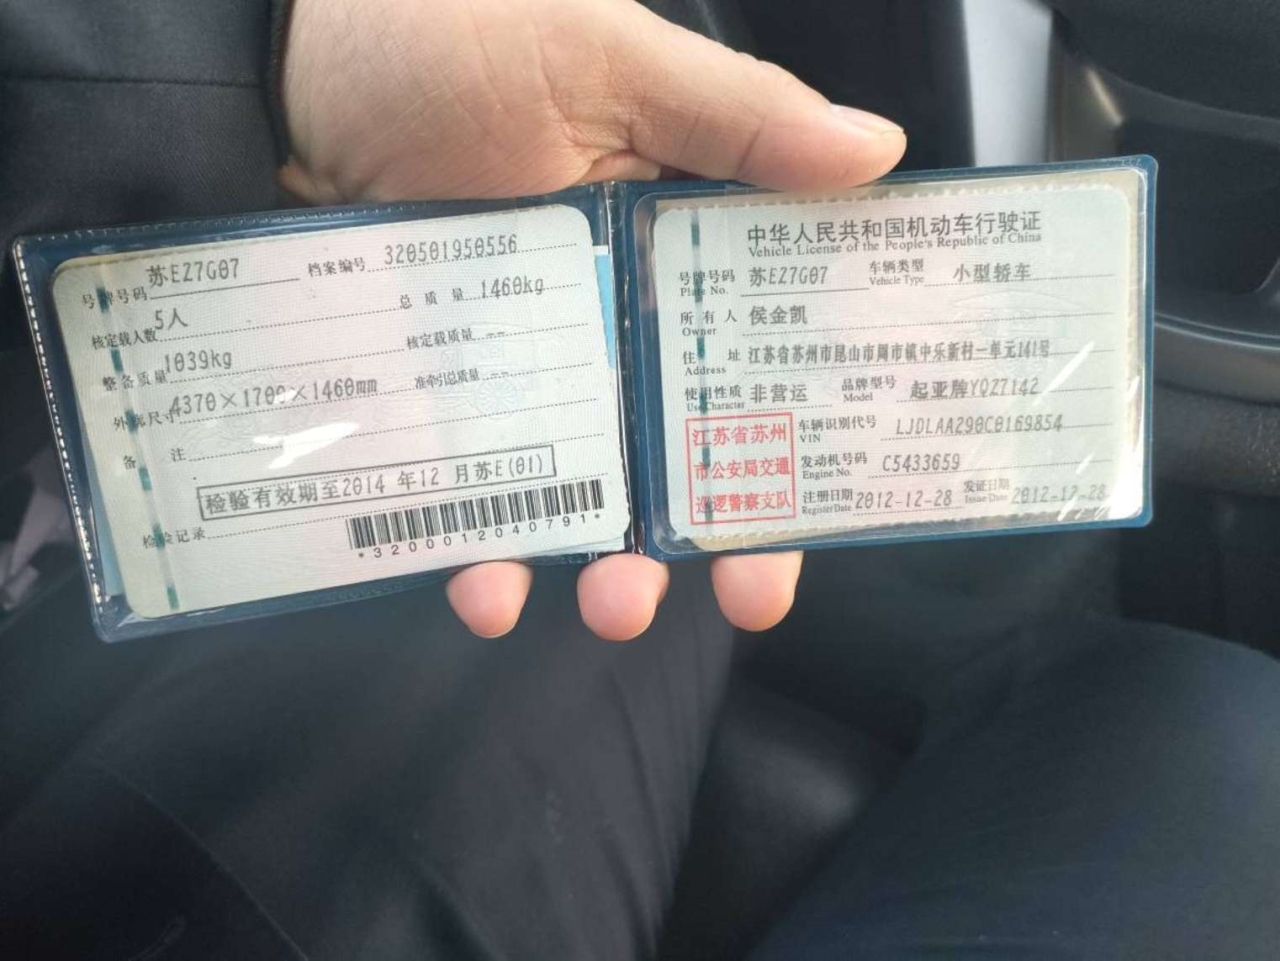 号牌号码 苏EZ7G07 档案编号 320501950556
核定载人数 5人 总质量 1460kg
整备质量 1039kg 核定载质量 --
外廓尺寸 4370×1700×1460mm 准牵引总质量 --
备注
检验有效期至2014年12月苏E(01)
检验记录
*3200012040791*
中华人民共和国机动车行驶证
Vehicle License of the People's Republic of China
号牌号码 苏EZ7G07 车辆类型 小型轿车
Plate No. Vehicle Type
所有人 侯金凯
Owner
住址 江苏省苏州市昆山市周市镇中乐新村一单元141号
Address
使用性质 非营运 品牌型号 起亚牌YQZ7142
Use Character Model
江苏省苏州
市公安局交通
巡逻警察支队
车辆识别代号 LJDLAA290C0169854
VIN
发动机号码 C5433659
Engine No.
注册日期 2012-12-28 发证日期 2012-12-28
Register Date Issue Date